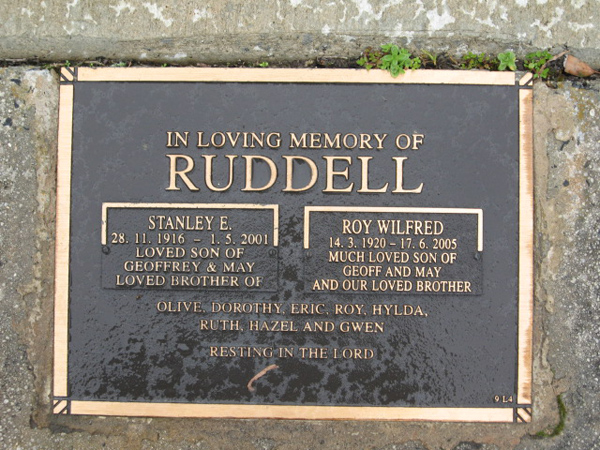 IN LOVING MEMORY OF
RUDDELL
STANLEY E.
28. 11. 1916 – 1. 5. 2001
LOVED SON OF
GEOFFREY & MAY
LOVED BROTHER OF
ROY WILFRED
14. 3. 1920 – 17. 6. 2005
MUCH LOVED SON OF
GEOFF AND MAY
AND OUR LOVED BROTHER
OLIVE, DOROTHY, ERIC, ROY, HYLDA,
RUTH, HAZEL AND GWEN
RESTING IN THE LORD
9 L4